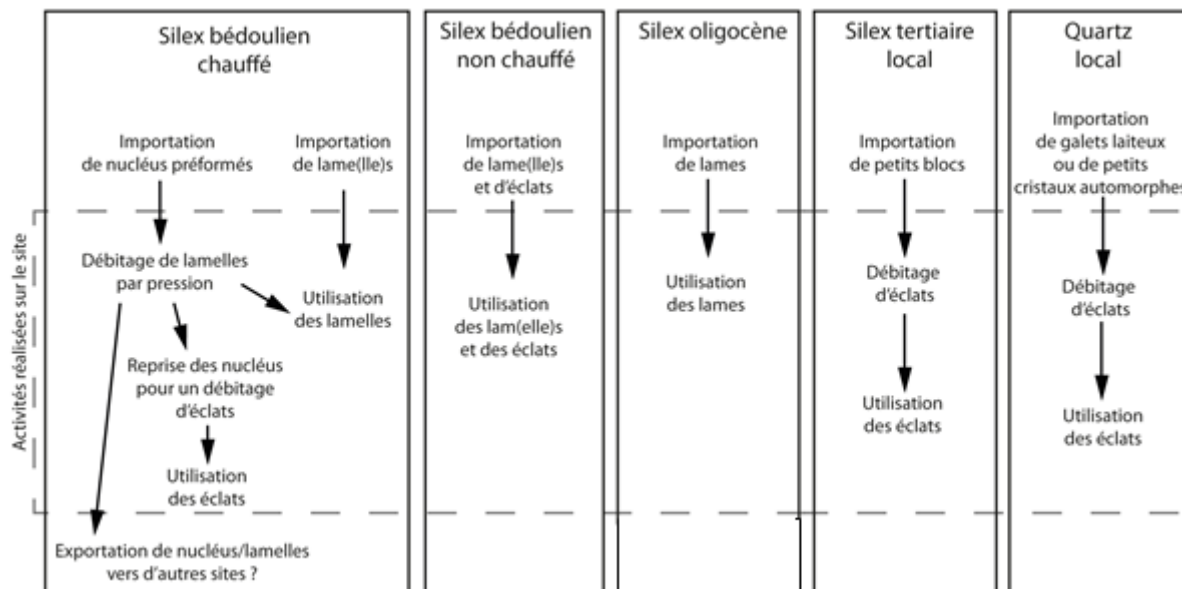 Silex bédoulien
chauffé
Importation
de nucléus préformés
Importation
de lame(lle)s
Débitage de lamelles
par pression
Utilisation
des lamelles
Reprise des nucléus
pour un débitage
d'éclats
Utilisation
des éclats
Exportation de nucléus/lamelles
vers d'autres sites ?
Silex bédoulien
non chauffé
Importation
de lame(lle)s
et d'éclats
Utilisation
des lam(elle)s
et des éclats
Silex oligocène
Importation
de lames
Utilisation
des lames
Silex tertiaire
local
Importation
de petits blocs
Débitage
d'éclats
Utilisation
des éclats
Quartz
local
Importation
de galets laiteux
ou de petits
cristaux automorphes
Débitage
d'éclats
Utilisation
des éclats
Activités réalisées sur le site